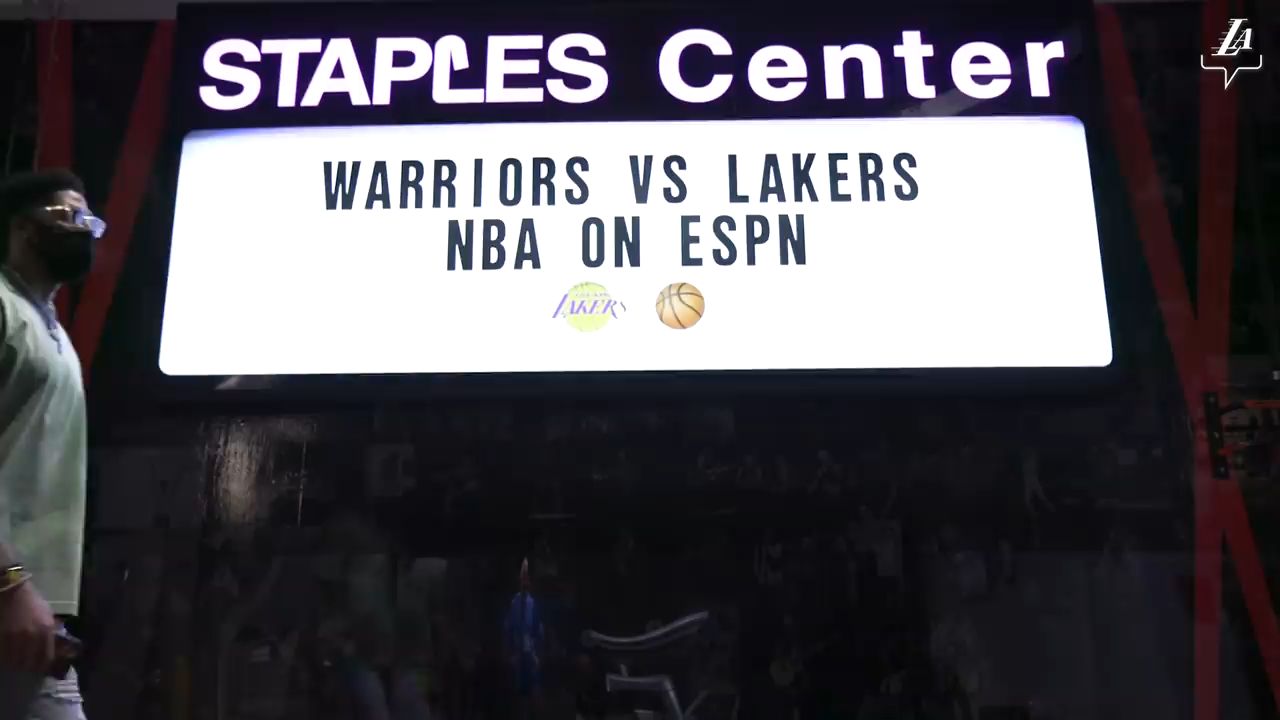 STAPLES Center
WARRIORS VS LAKERS
NBA ON ESPN
LAKERS
LA